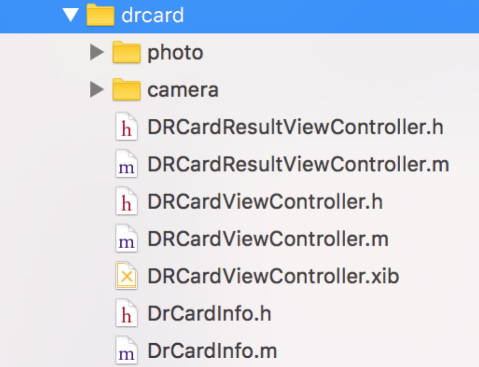 drcard
photo
camera
h DRCardResultViewController.h
m DRCardResultViewController.m
h DRCardViewController.h
m DRCardViewController.m
DRCardViewController.xib
h DrCardInfo.h
m DrCardInfo.m